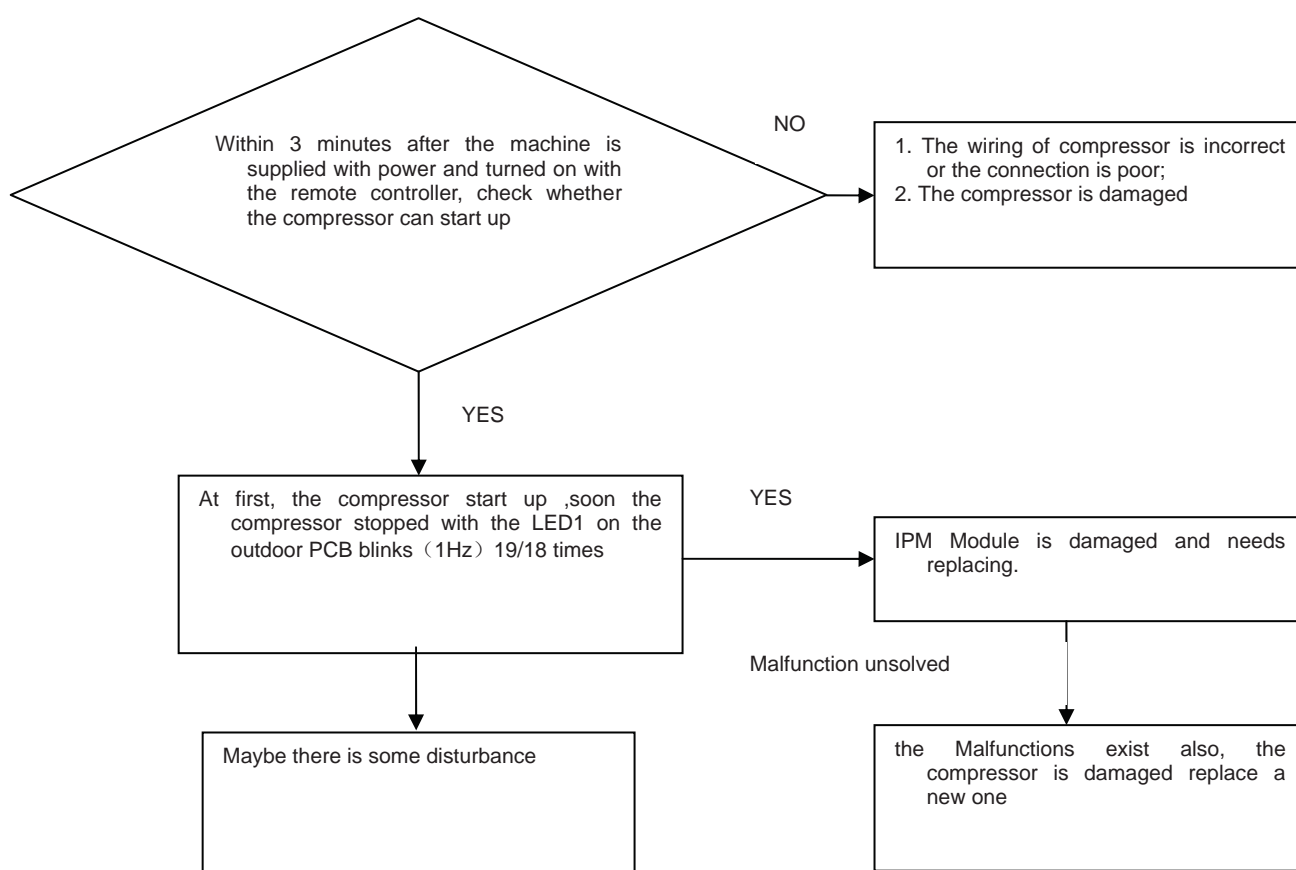 Within 3 minutes after the machine is
supplied with power and turned on with
the remote controller, check whether
the compressor can start up
NO
1. The wiring of compressor is incorrect
or the connection is poor;
2. The compressor is damaged
YES
At first, the compressor start up ,soon the
compressor stopped with the LED1 on the
outdoor PCB blinks（1Hz）19/18 times
YES
IPM Module is damaged and needs
replacing.
Malfunction unsolved
Maybe there is some disturbance
the Malfunctions exist also, the
compressor is damaged replace a
new one